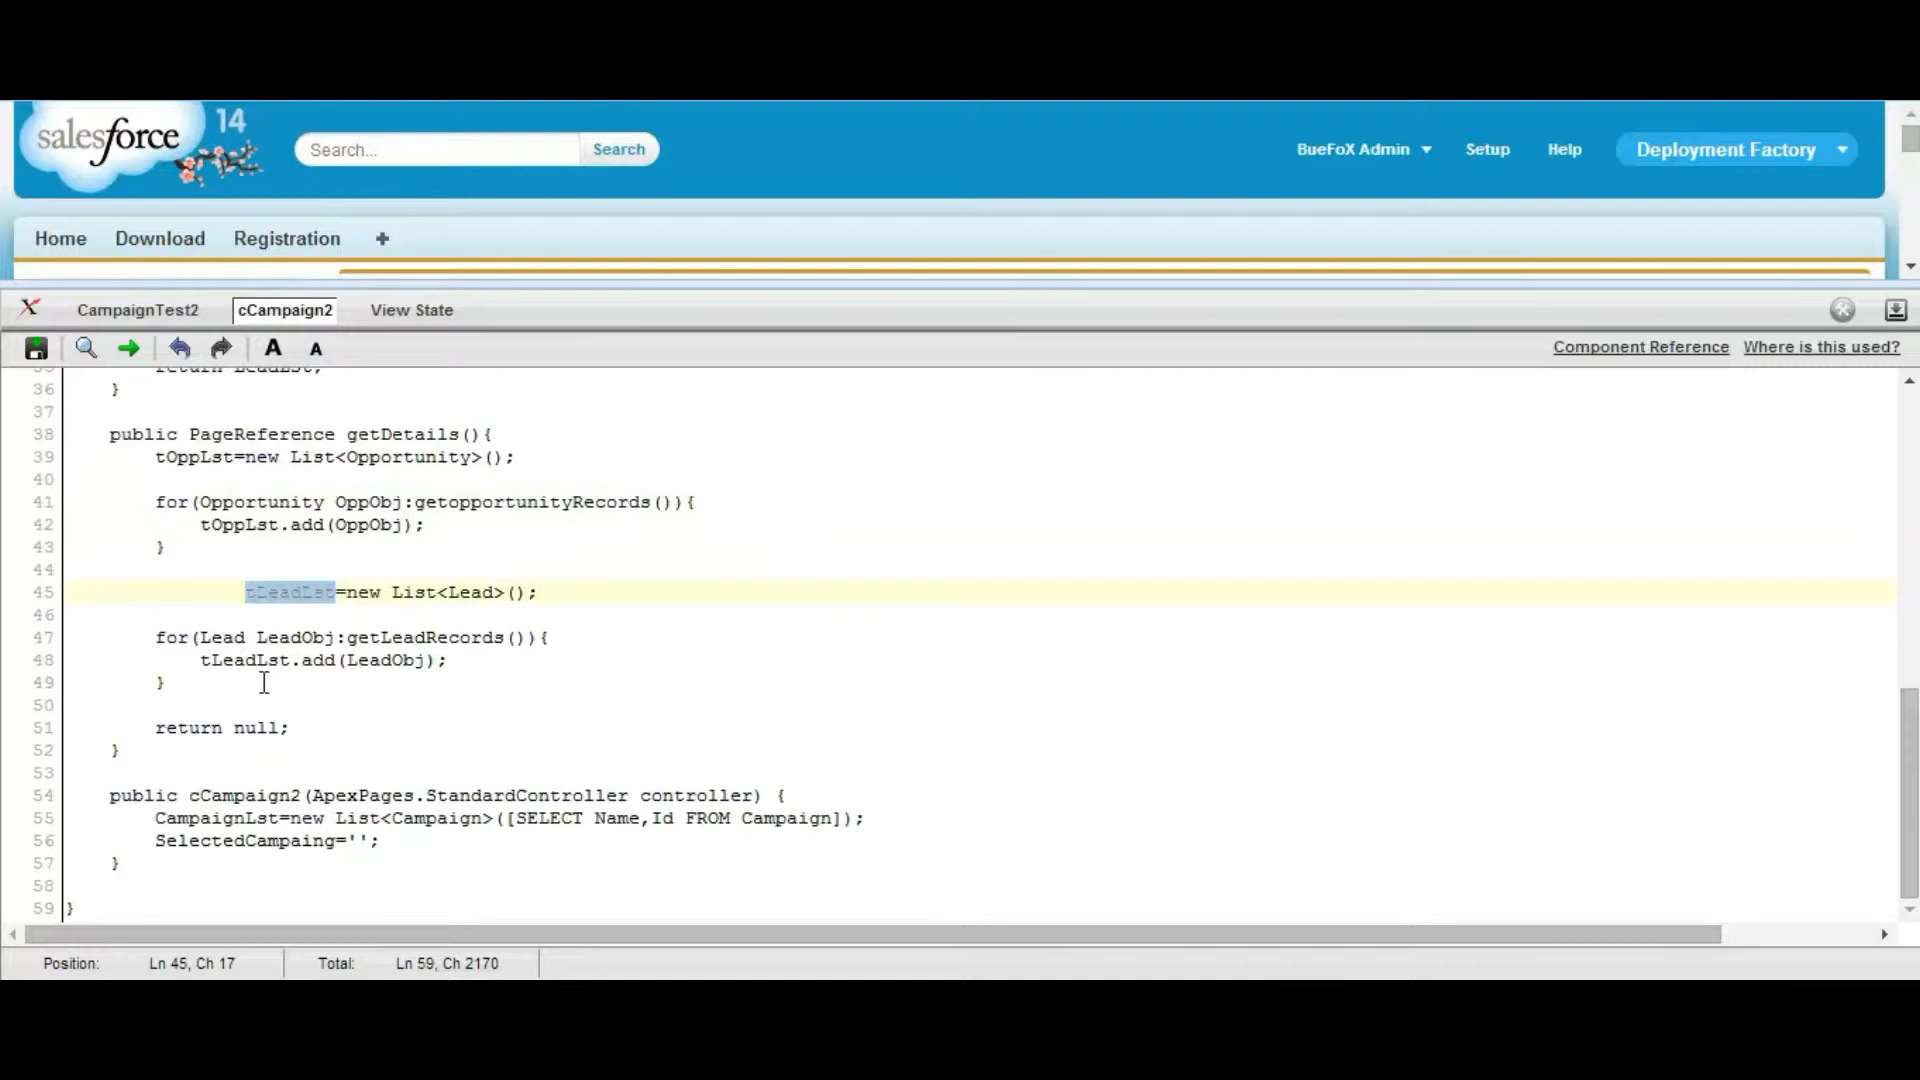 salesforce
14
Search...
Search
BueFoX Admin
Setup
Help
Deployment Factory
Home
Download
Registration
+
CampaignTest2
cCampaign2
View State
A
A
Component Reference
Where is this used?
36 }
37
38 public PageReference getDetails(){
39 tOppLst=new List<Opportunity>();
40
41 for(Opportunity OppObj:getopportunityRecords()){
42 tOppLst.add(OppObj);
43 }
44
45 tLeadLst=new List<Lead>();
46
47 for(Lead LeadObj:getLeadRecords()){
48 tLeadLst.add(LeadObj);
49 }
50
51 return null;
52 }
53
54 public cCampaign2(ApexPages.StandardController controller) {
55 CampaignLst=new List<Campaign>([SELECT Name,Id FROM Campaign]);
56 SelectedCampaing='';
57 }
58
59 }
Position:
Ln 45, Ch 17
Total:
Ln 59, Ch 2170